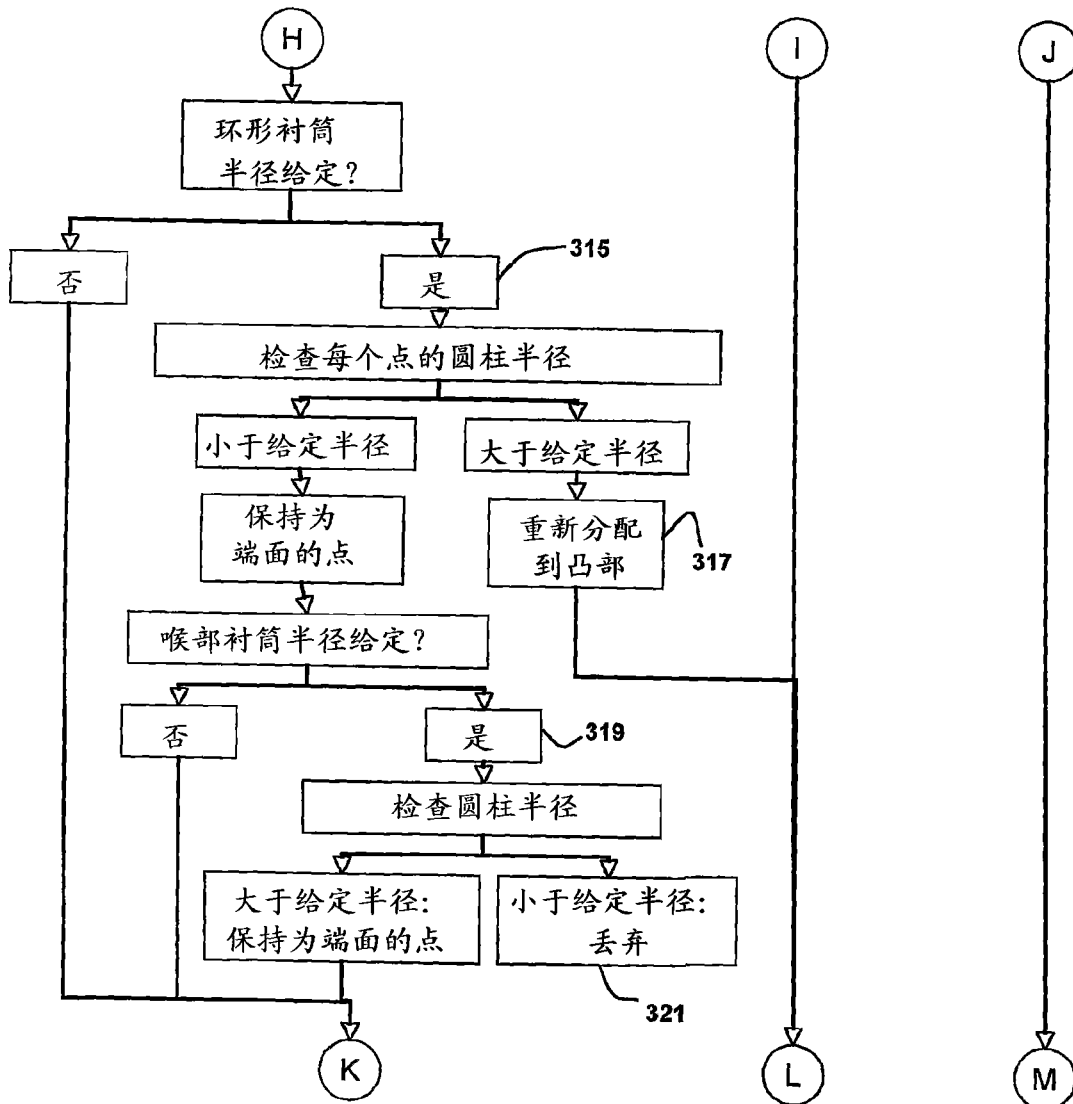 H
I
J
环形衬筒
半径给定？
否
是
315
检查每个点的圆柱半径
小于给定半径
大于给定半径
保持为
端面的点
重新分配
到凸部
317
喉部衬筒半径给定？
否
是
319
检查圆柱半径
大于给定半径：
保持为端面的点
小于给定半径：
丢弃
321
K
L
M